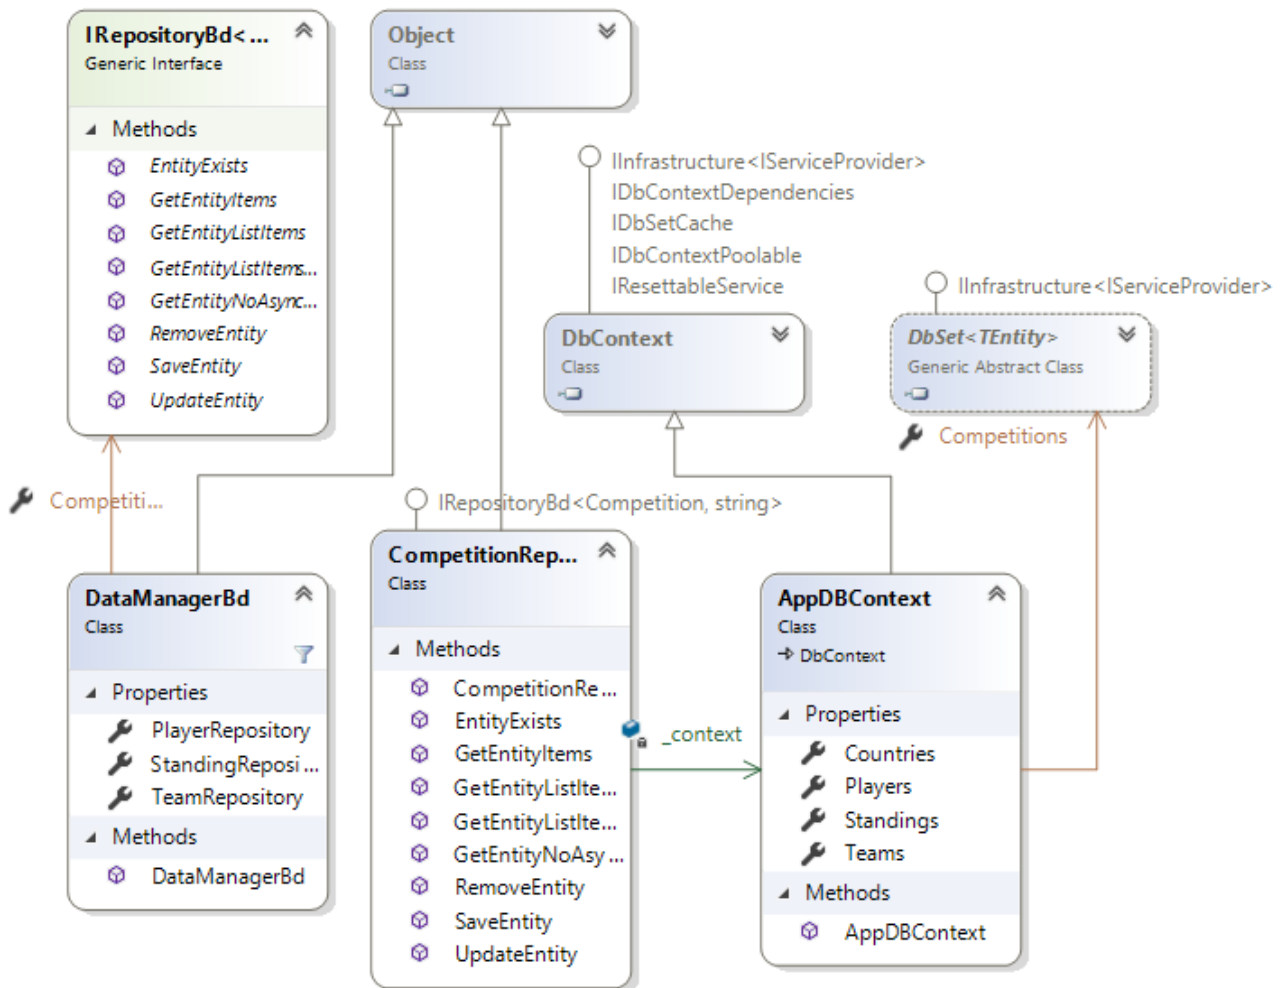 IRepositoryBd<...
Generic Interface
Methods
EntityExists
GetEntityItems
GetEntityListItems
GetEntityListItems...
GetEntityNoAsync...
RemoveEntity
SaveEntity
UpdateEntity
Object
Class
IInfrastructure<IServiceProvider>
IDbContextDependencies
IDbSetCache
IDbContextPoolable
IResettableService
DbContext
Class
IInfrastructure<IServiceProvider>
DbSet<TEntity>
Generic Abstract Class
Competitions
Competiti...
IRepositoryBd<Competition, string>
DataManagerBd
Class
Properties
PlayerRepository
StandingReposi...
TeamRepository
Methods
DataManagerBd
CompetitionRep...
Class
Methods
CompetitionRe...
EntityExists
GetEntityItems
GetEntityListIte...
GetEntityListIte...
GetEntityNoAsy...
RemoveEntity
SaveEntity
UpdateEntity
_context
AppDBContext
Class
DbContext
Properties
Countries
Players
Standings
Teams
Methods
AppDBContext